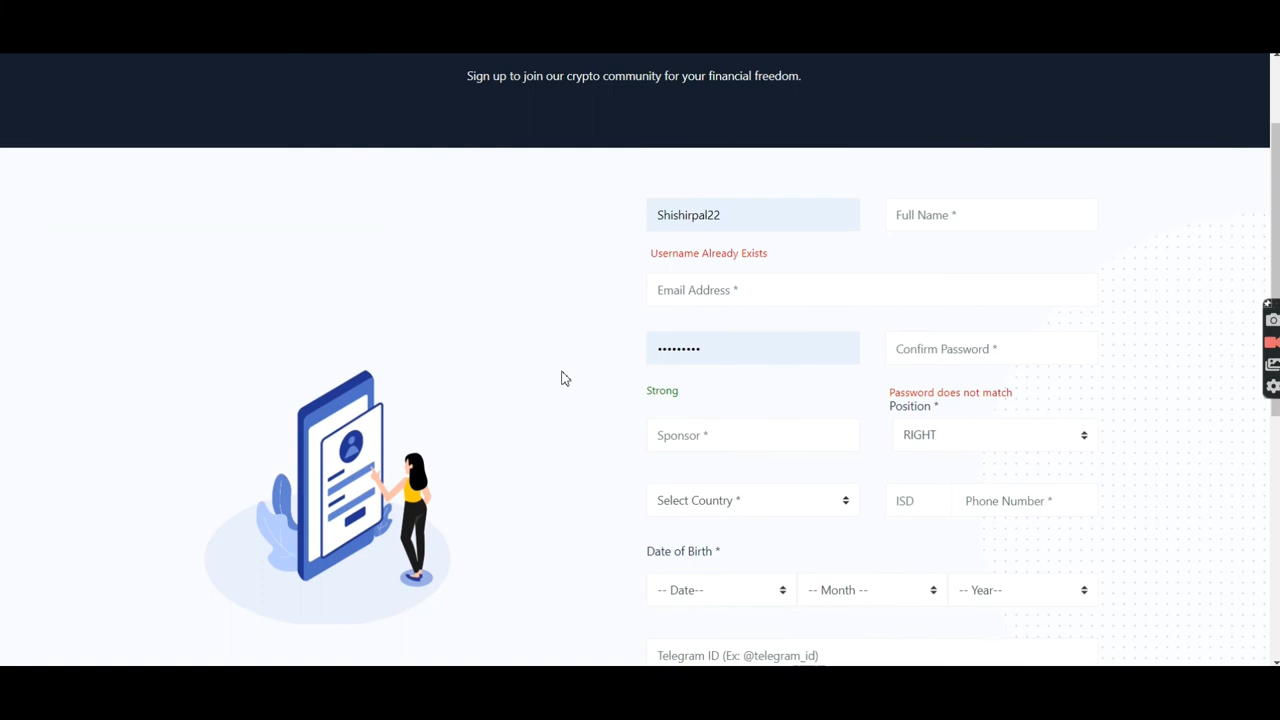 Sign up to join our crypto community for your financial freedom.
Shishirpal22
Full Name *
Username Already Exists
Email Address *
•••••••••
Confirm Password *
Strong
Password does not match
Position *
Sponsor *
RIGHT
Select Country *
ISD
Phone Number *
Date of Birth *
-- Date--
-- Month --
-- Year--
Telegram ID (Ex: @telegram_id)